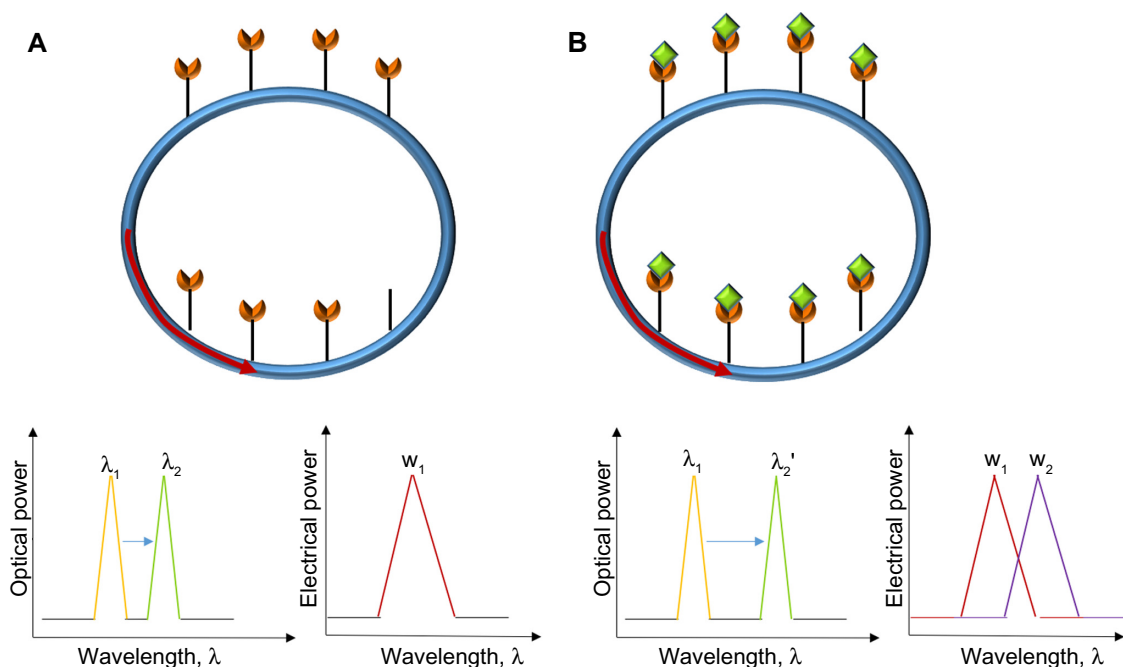 A
B
λ1
λ2
Optical power
Wavelength, λ
w1
Electrical power
Wavelength, λ
λ1
λ2'
Optical power
Wavelength, λ
w1
w2
Electrical power
Wavelength, λ